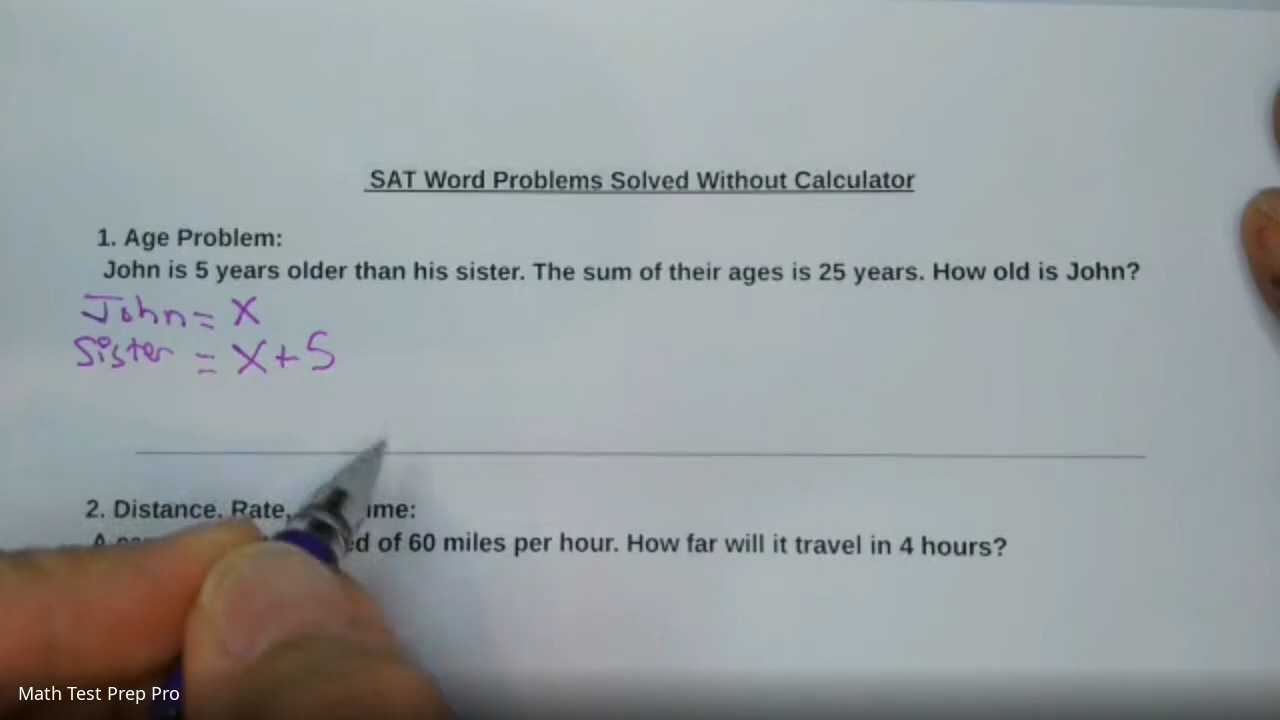 SAT Word Problems Solved Without Calculator
1. Age Problem:
John is 5 years older than his sister. The sum of their ages is 25 years. How old is John?
John = X
Sister = X+5
2. Distance, Rate, ime:
ed of 60 miles per hour. How far will it travel in 4 hours?
Math Test Prep Pro